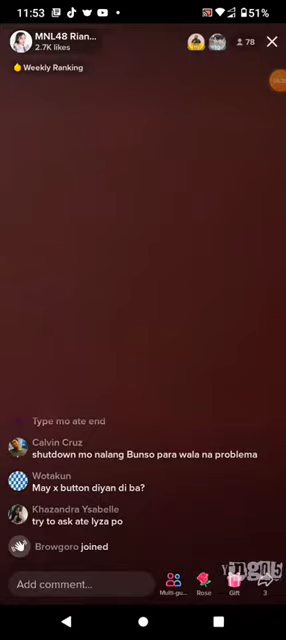 11:53
51%
MNL48 Rian...
2.7K likes
78
Weekly Ranking
Type mo ate end
Calvin Cruz
shutdown mo nalang Bunso para wala na problema
Wotakun
May x button diyan di ba?
Khazandra Ysabelle
try to ask ate lyza po
Browgoro joined
Add comment...
Multi-gu...
Rose
Gift
3